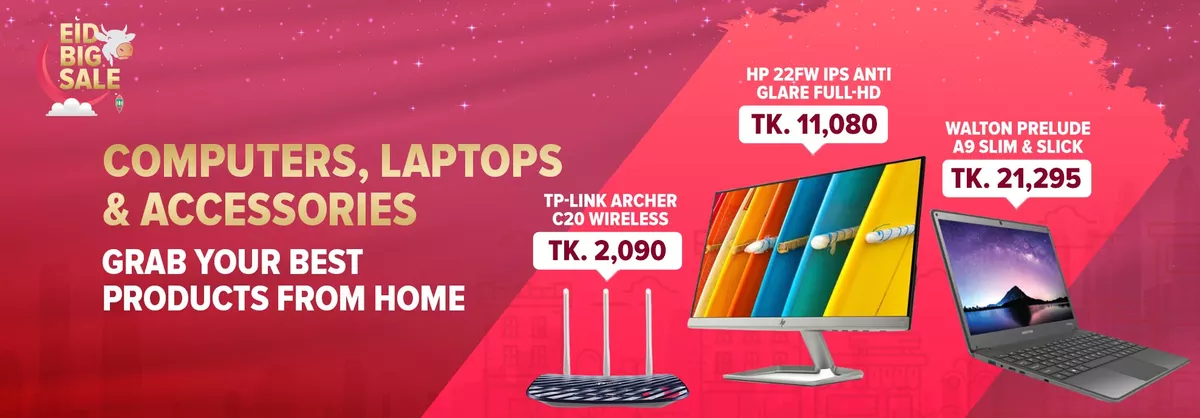 EID
BIG
SALE
COMPUTERS, LAPTOPS
& ACCESSORIES
GRAB YOUR BEST
PRODUCTS FROM HOME
TP-LINK ARCHER
C20 WIRELESS
TK. 2,090
HP 22FW IPS ANTI
GLARE FULL-HD
TK. 11,080
WALTON PRELUDE
A9 SLIM & SLICK
TK. 21,295
hp